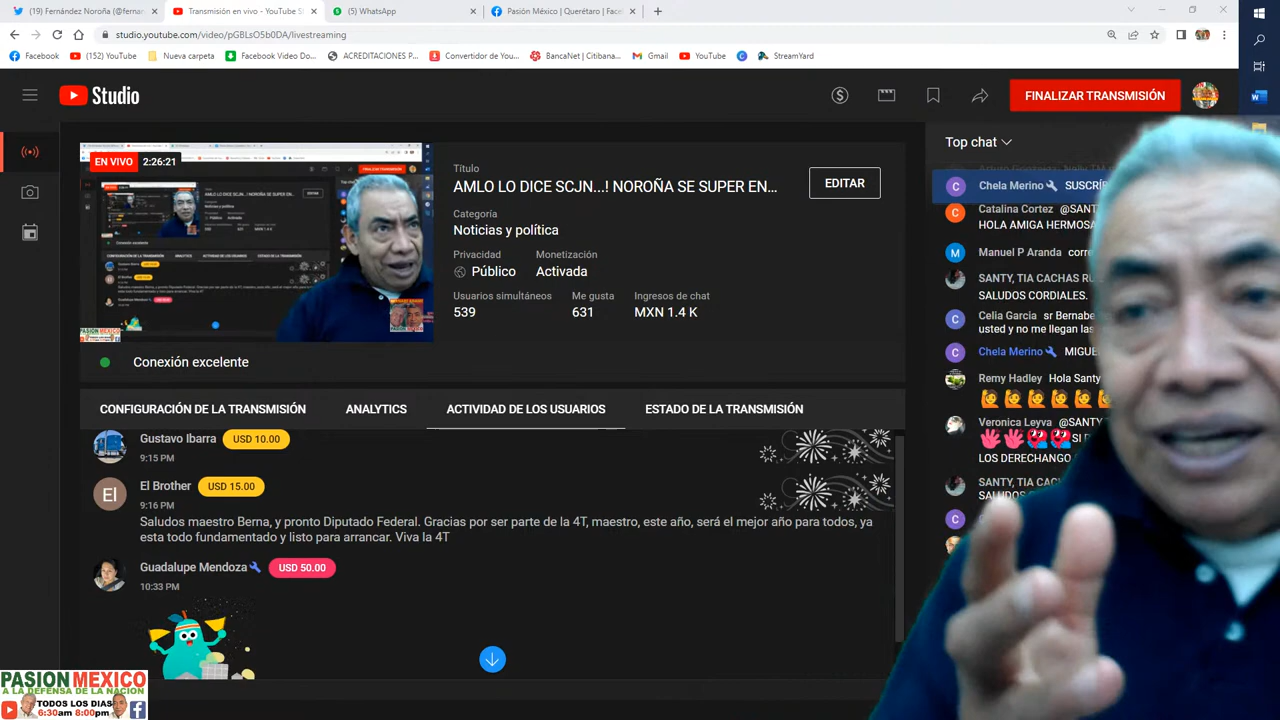 (19) Fernández Noroña (@fernan
Transmisión en vivo - YouTube S
(5) WhatsApp
Pasión México | Querétaro | Face
studio.youtube.com/video/pGBLsO5b0DA/livestreaming
Facebook
(152) YouTube
Nueva carpeta
Facebook Video Do...
ACREDITACIONES P...
Convertidor de You...
BancaNet | Citibana...
Gmail
YouTube
StreamYard
Studio
FINALIZAR TRANSMISIÓN
EN VIVO 2:26:21
Título
AMLO LO DICE SCJN...! NOROÑA SE SUPER EN...
EDITAR
Categoría
Noticias y política
Privacidad
Monetización
Público
Activada
Usuarios simultáneos
Me gusta
Ingresos de chat
539
631
MXN 1.4 K
Conexión excelente
CONFIGURACIÓN DE LA TRANSMISIÓN
ANALYTICS
ACTIVIDAD DE LOS USUARIOS
ESTADO DE LA TRANSMISIÓN
Gustavo Ibarra USD 10.00
9:15 PM
El
El Brother USD 15.00
9:16 PM
Saludos maestro Berna, y pronto Diputado Federal. Gracias por ser parte de la 4T, maestro, este año, será el mejor año para todos, ya
esta todo fundamentado y listo para arrancar. Viva la 4T
Guadalupe Mendoza USD 50.00
10:33 PM
Top chat
C Chela Merino SUSCRÍ
C Catalina Cortez @SANTY
HOLA AMIGA HERMOSA
M Manuel P Aranda corre
SANTY, TIA CACHAS RU
SALUDOS CORDIALES.
C Celia Garcia sr Bernabe
usted y no me llegan las
C Chela Merino MIGUE
Remy Hadley Hola Santy
Veronica Leyva @SANTY
SI D
LOS DERECHANGO
SANTY, TIA CACH
SALUDOS
C
PASION MEXICO
A LA DEFENSA DE LA NACION
TODOS LOS DIAS
6:30am 8:00pm